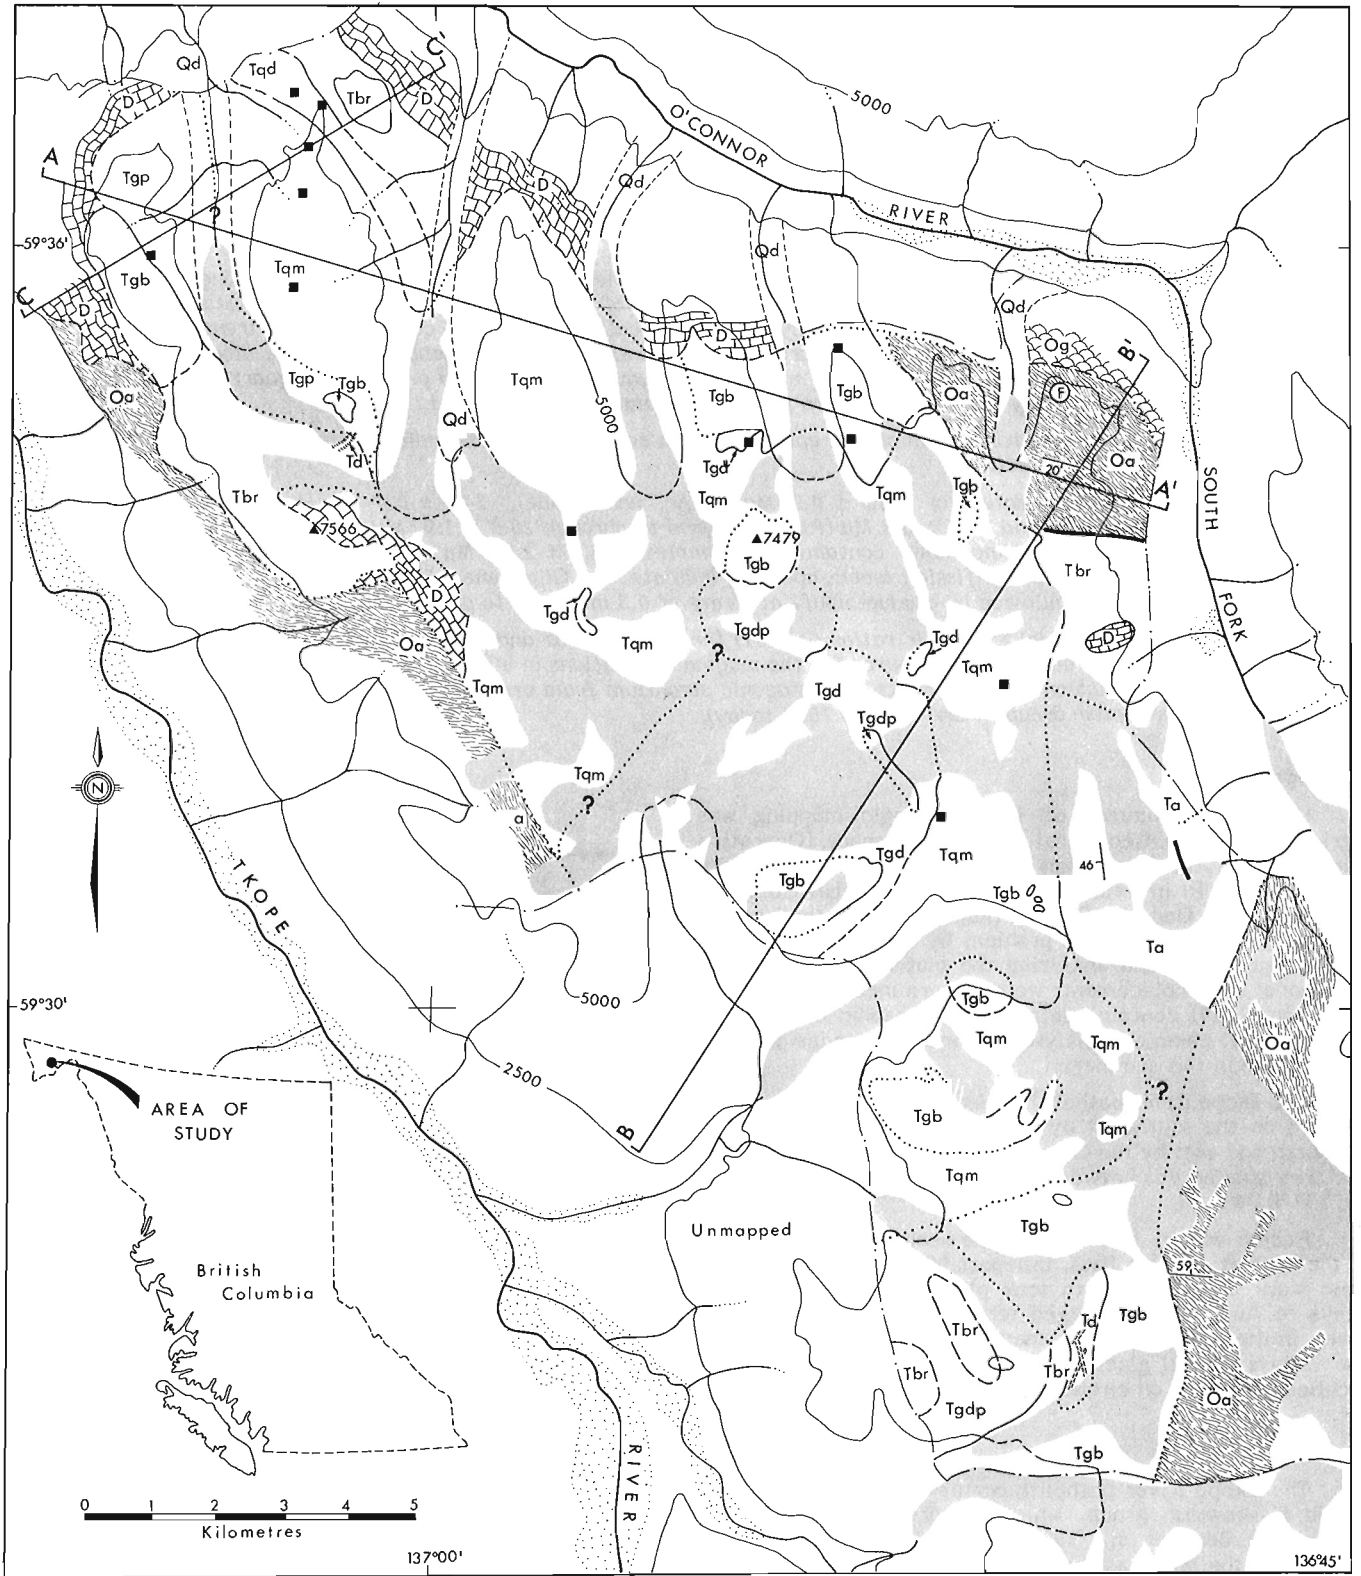 C'
Qd
Tqd
Tbr
D
D
5000
O'CONNOR
A
Tgp
D
Qd
RIVER
?
59°36'
Qd
Tqm
Tgb
C
D
Qd
D
Og
B'
Tgp
Tgb
Tqm
Oa
Tgb
Tgb
Oa
F
5000
Qd
Td
Tgd
20
Oa
Tbr
Tqm
Tqm
Tgb
A'
SOUTH
7566
7479
Tgb
Tbr
D
Tgd
Tgdp
FORK
D
Oa
Tqm
?
Tgd
Tqm
Tqm
Tgd
Tgdp
N
Tqm
?
Ta
a
Tgd
Tqm
46
T'KOPE
Tgb
Tgb
Ta
5000
59°30'
Tgb
Oa
Tqm
Tqm
2500
?
AREA OF
STUDY
Tgb
B
Tqm
Tqm
Unmapped
Tgb
British
Columbia
59
Td
Tgb
Tbr
Tbr
Tbr
Oa
Tgdp
RIVER
Tgb
0 1 2 3 4 5
Kilometres
137°00'
136°45'